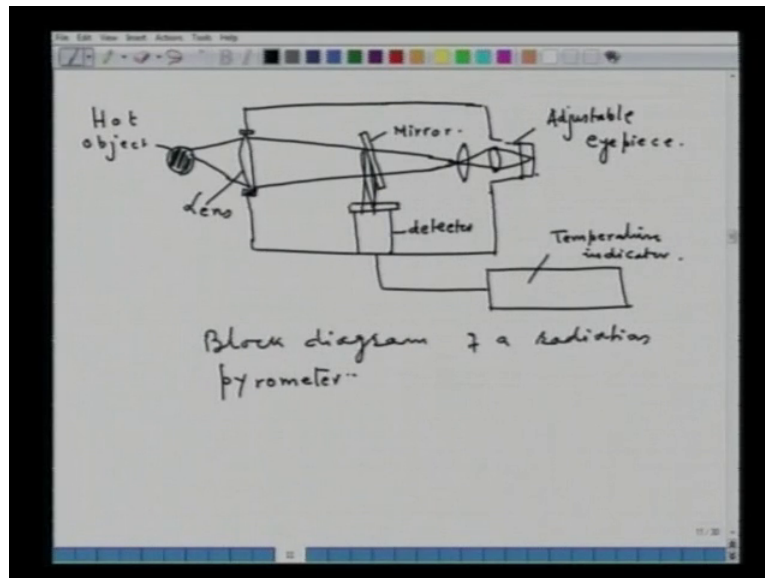 File Edit View Insert Actions Tools Help
Hot
object
Mirror.
Adjustable
eyepiece.
Lens
detector
Temperature
indicator.
Block diagram of a radiation
pyrometer
11/30